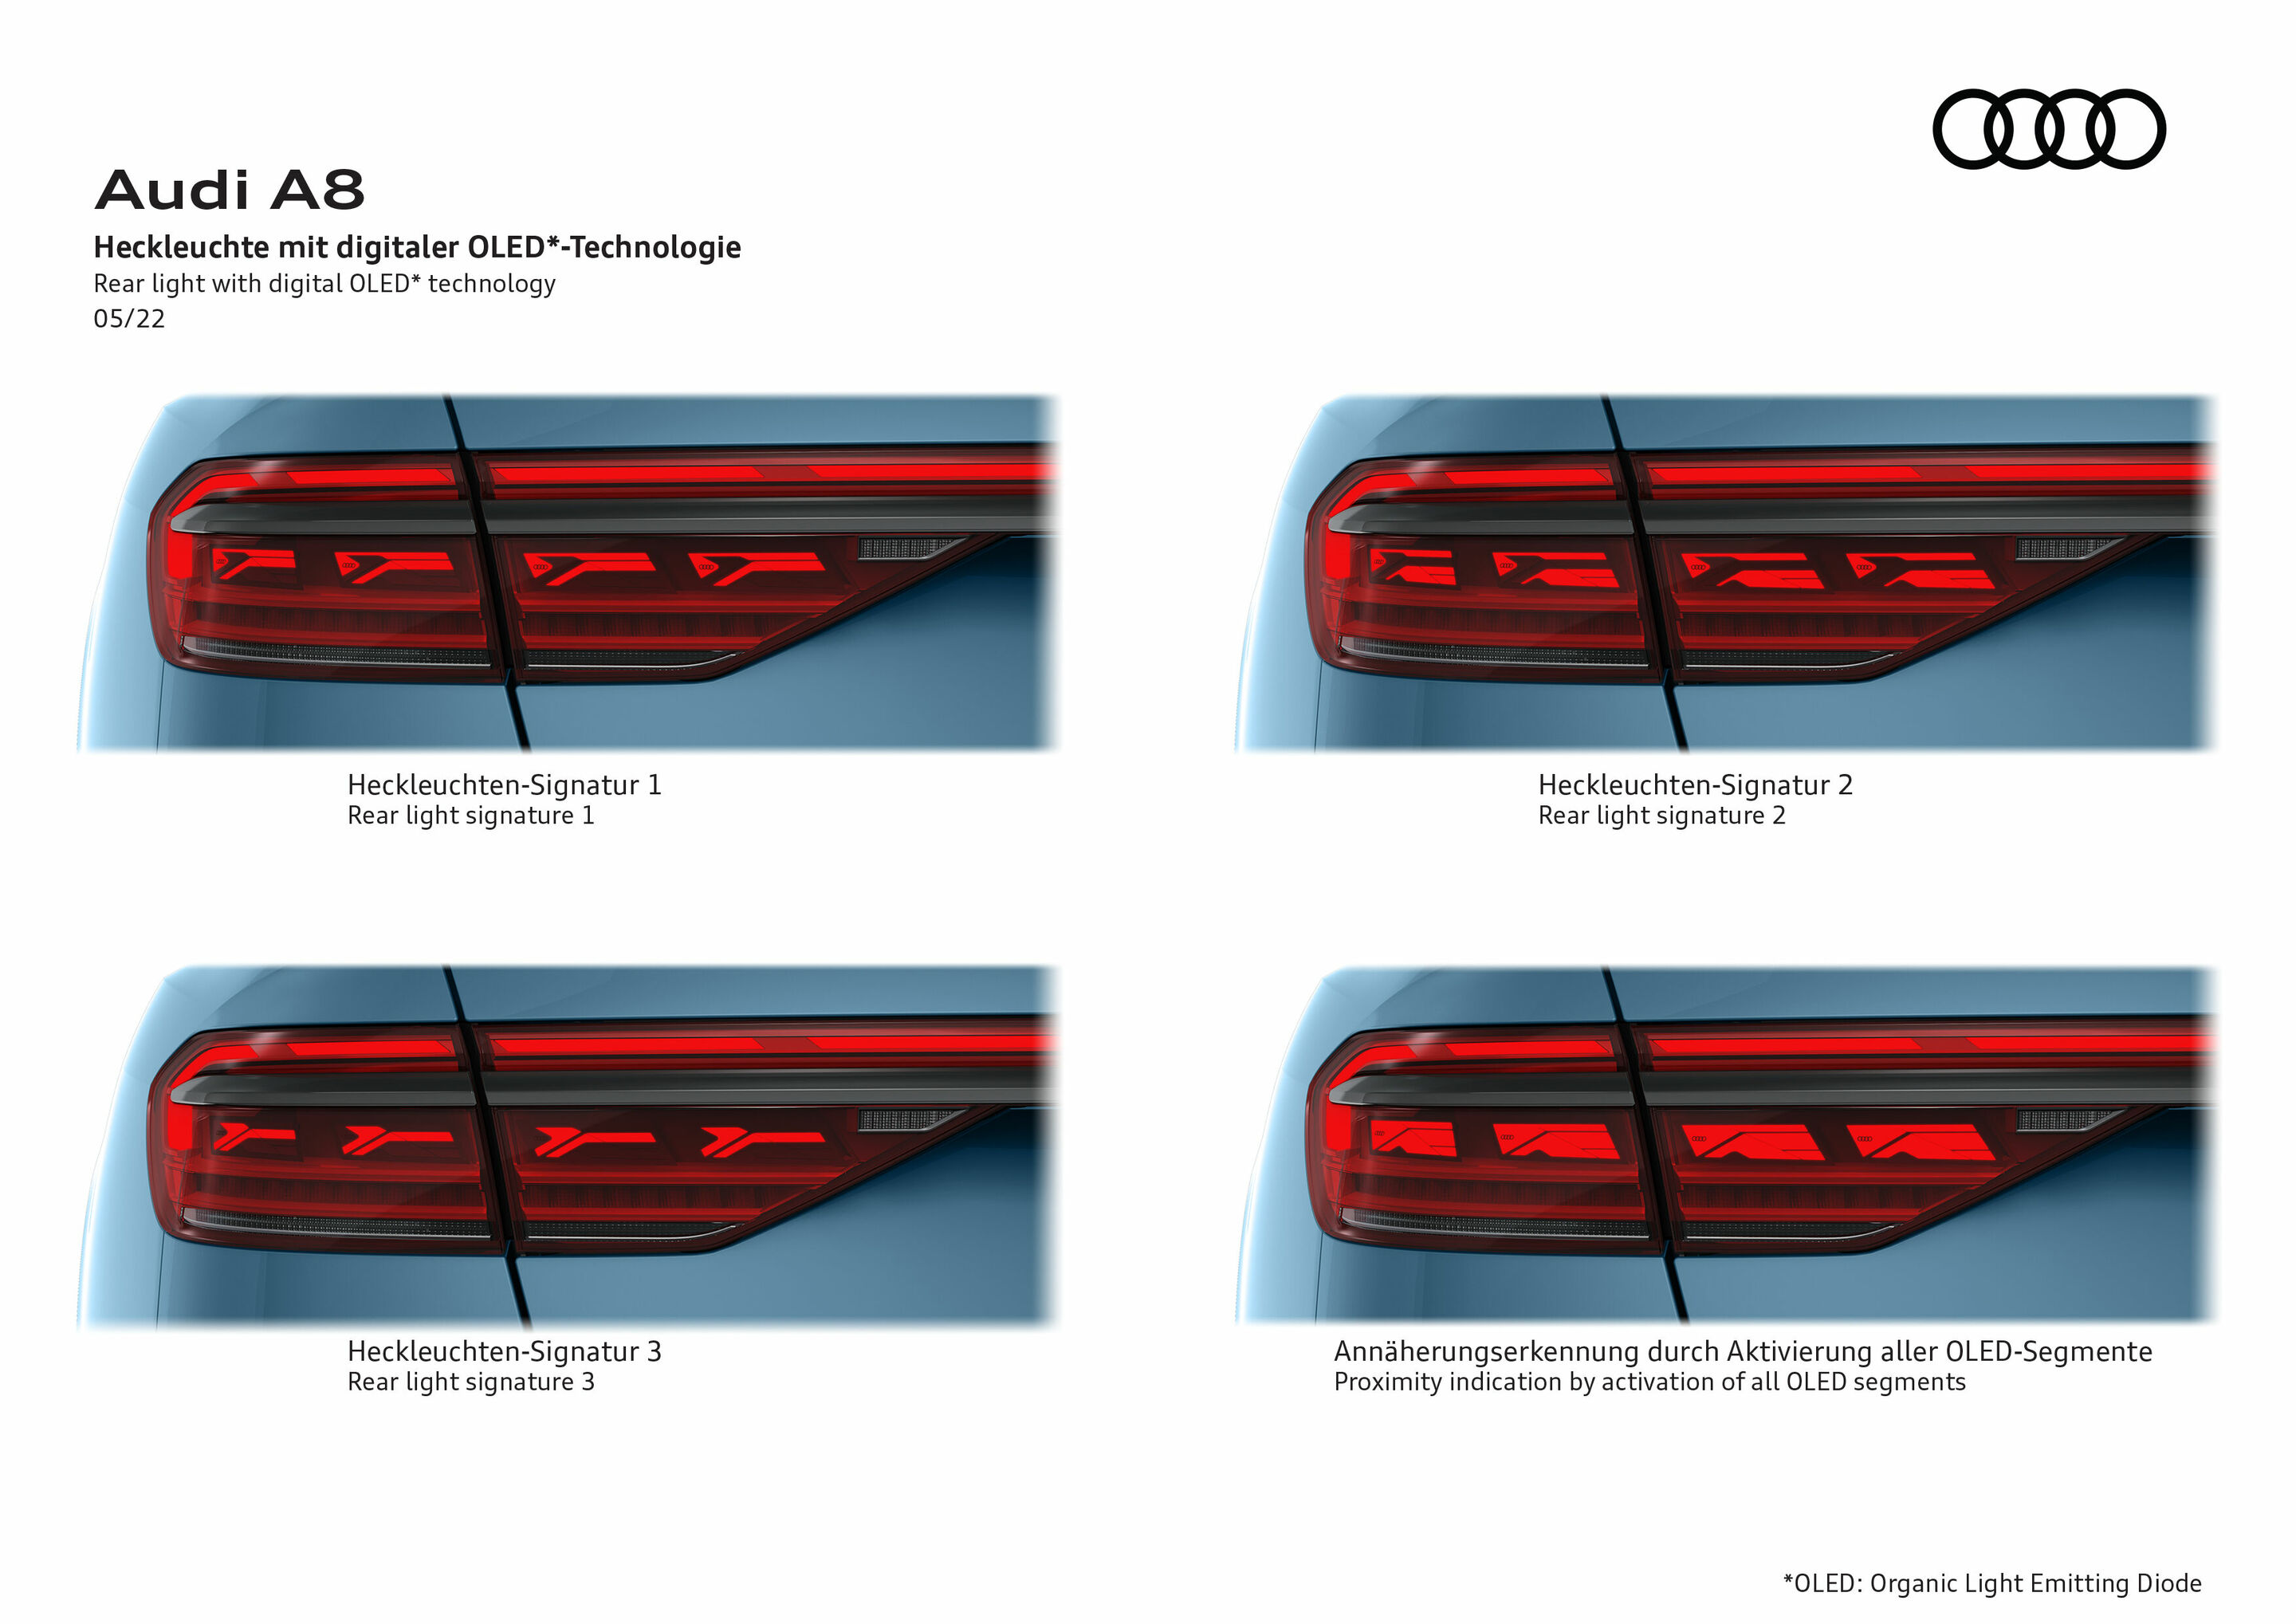 Audi A8
Heckleuchte mit digitaler OLED*-Technologie
Rear light with digital OLED* technology
05/22
Heckleuchten-Signatur 1
Rear light signature 1
Heckleuchten-Signatur 2
Rear light signature 2
Heckleuchten-Signatur 3
Rear light signature 3
Annäherungserkennung durch Aktivierung aller OLED-Segmente
Proximity indication by activation of all OLED segments
*OLED: Organic Light Emitting Diode